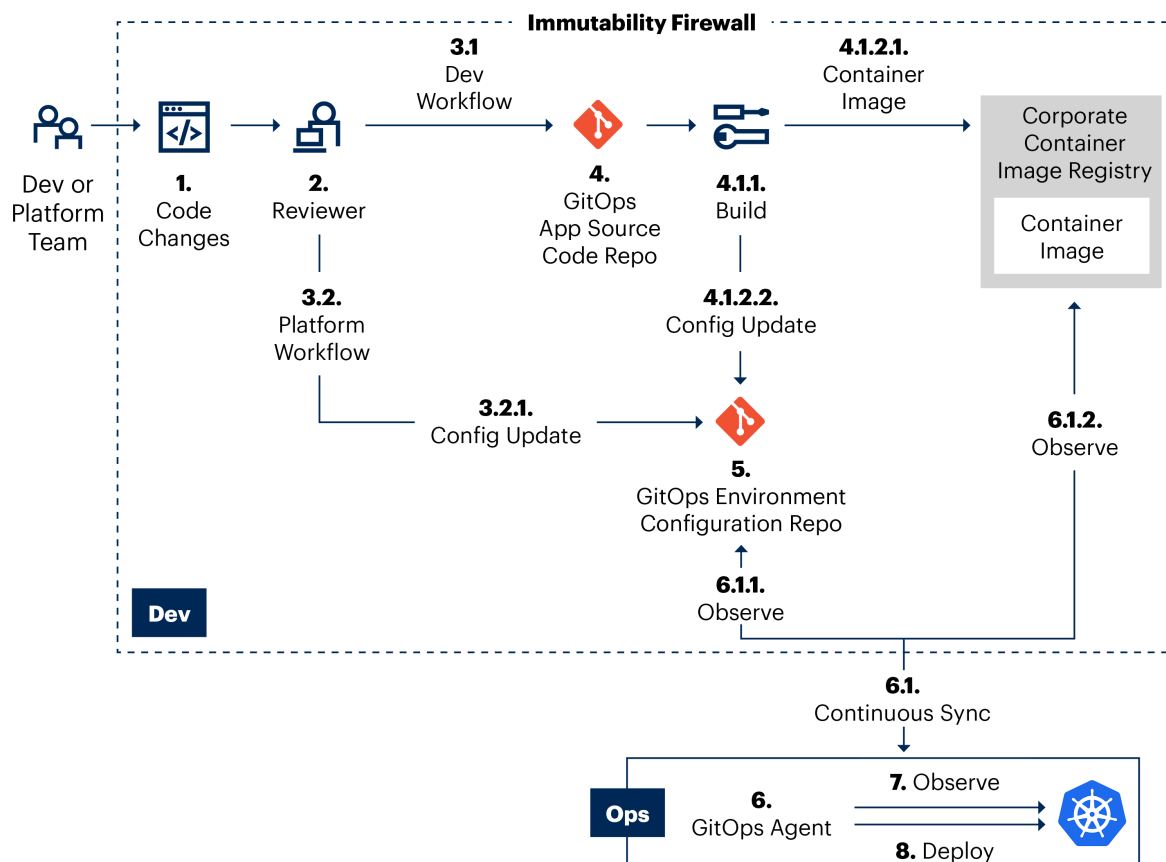 Immutability Firewall
3.1
Dev
Workflow
4.1.2.1.
Container
Image
Dev or
Platform
Team
1.
Code
Changes
2.
Reviewer
4.
GitOps
App Source
Code Repo
4.1.1.
Build
Corporate
Container
Image Registry
Container
Image
3.2.
Platform
Workflow
4.1.2.2.
Config Update
3.2.1.
Config Update
5.
GitOps Environment
Configuration Repo
6.1.2.
Observe
6.1.1.
Observe
Dev
6.1.
Continuous Sync
Ops
6.
GitOps Agent
7. Observe
8. Deploy